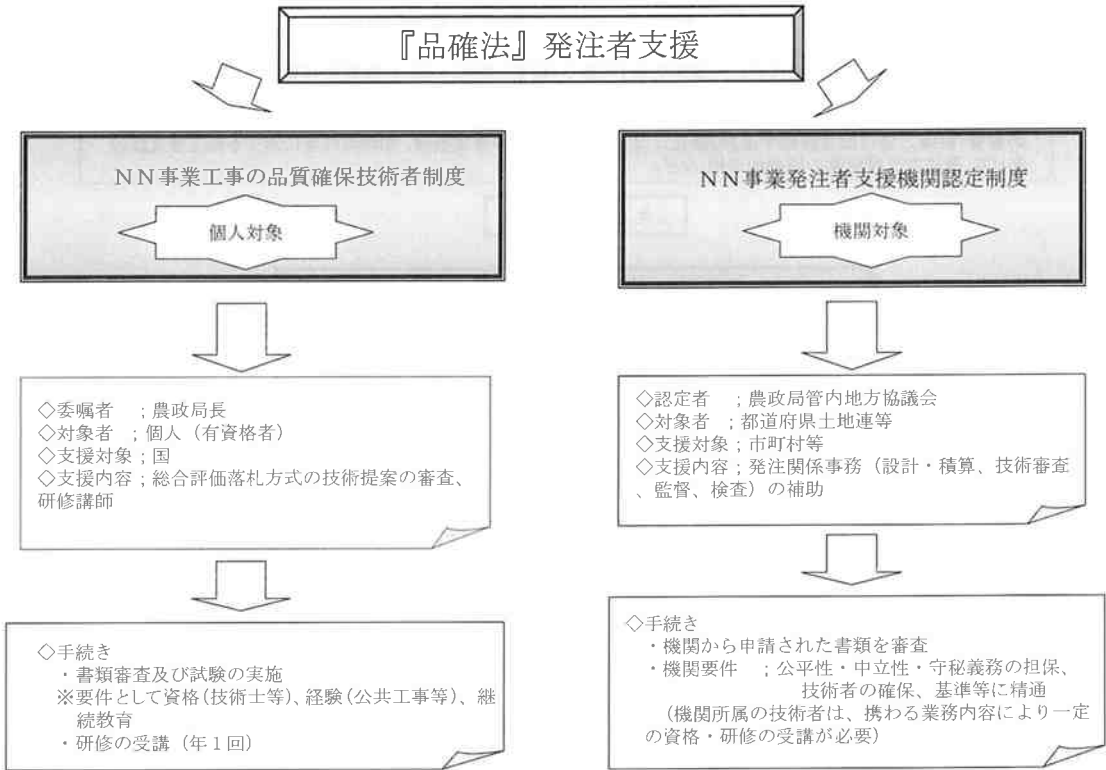 『品確法』発注者支援
NN事業工事の品質確保技術者制度
個人対象
◇委嘱者　；農政局長
◇対象者　；個人（有資格者）
◇支援対象；国
◇支援内容；総合評価落札方式の技術提案の審査、
研修講師
◇手続き
・書類審査及び試験の実施
※要件として資格(技術士等)、経験(公共工事等)、継
続教育
・研修の受講（年１回）
NN事業発注者支援機関認定制度
機関対象
◇認定者　；農政局管内地方協議会
◇対象者　；都道府県土地連等
◇支援対象；市町村等
◇支援内容；発注関係事務（設計・積算、技術審査
、監督、検査）の補助
◇手続き
・機関から申請された書類を審査
・機関要件　；公平性・中立性・守秘義務の担保、
技術者の確保、基準等に精通
（機関所属の技術者は、携わる業務内容により一定
の資格・研修の受講が必要）